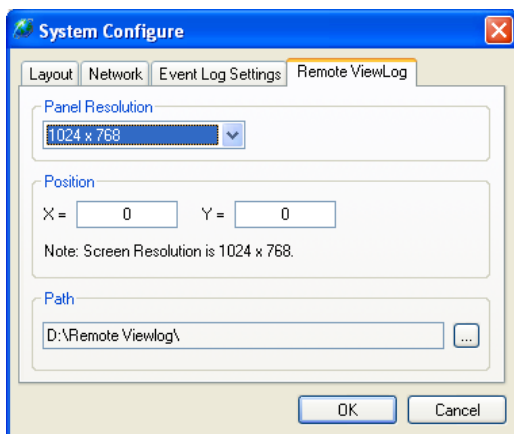 System Configure
Layout Network Event Log Settings Remote ViewLog
Panel Resolution
1024 x 768
Position
X = 0 Y = 0
Note: Screen Resolution is 1024 x 768.
Path
D:\Remote Viewlog\ ...
OK Cancel